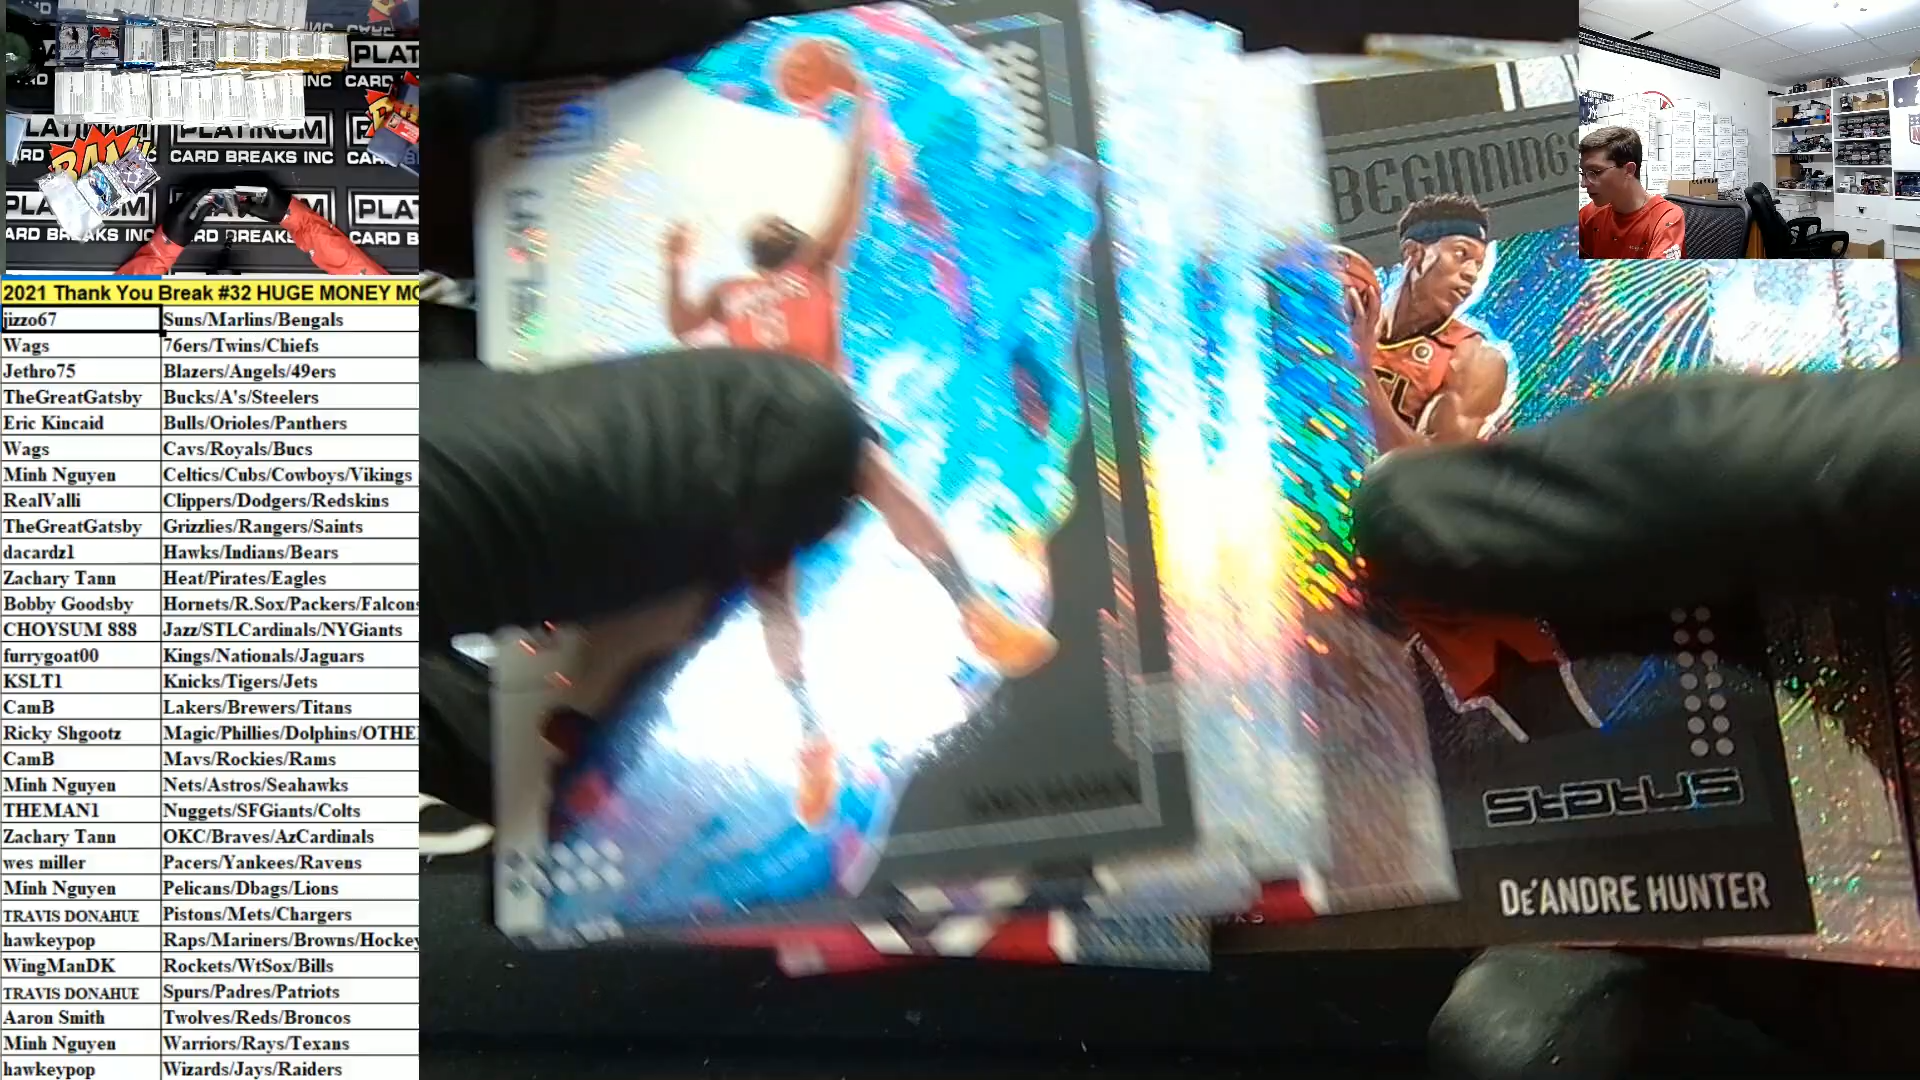 PLATINUM
CARD BREAKS INC
BAM!
2021 Thank You Break #32 HUGE MONEY MO
jizzo67 Suns/Marlins/Bengals
Wags 76ers/Twins/Chiefs
Jethro75 Blazers/Angels/49ers
TheGreatGatsby Bucks/A's/Steelers
Eric Kincaid Bulls/Orioles/Panthers
Wags Cavs/Royals/Bucs
Minh Nguyen Celtics/Cubs/Cowboys/Vikings
RealValli Clippers/Dodgers/Redskins
TheGreatGatsby Grizzlies/Rangers/Saints
dacardz1 Hawks/Indians/Bears
Zachary Tann Heat/Pirates/Eagles
Bobby Goodsby Hornets/R.Sox/Packers/Falcons
CHOYSUM 888 Jazz/STLCardinals/NYGiants
furrygoat00 Kings/Nationals/Jaguars
KSLT1 Knicks/Tigers/Jets
CamB Lakers/Brewers/Titans
Ricky Shgootz Magic/Phillies/Dolphins/OTHE
CamB Mavs/Rockies/Rams
Minh Nguyen Nets/Astros/Seahawks
THEMAN1 Nuggets/SFGiants/Colts
Zachary Tann OKC/Braves/AzCardinals
wes miller Pacers/Yankees/Ravens
Minh Nguyen Pelicans/Dbags/Lions
TRAVIS DONAHUE Pistons/Mets/Chargers
hawkeypop Raps/Mariners/Browns/Hockey
WingManDK Rockets/WtSox/Bills
TRAVIS DONAHUE Spurs/Padres/Patriots
Aaron Smith Twolves/Reds/Broncos
Minh Nguyen Warriors/Rays/Texans
hawkeypop Wizards/Jays/Raiders
BEGINNINGS
status
De'ANDRE HUNTER